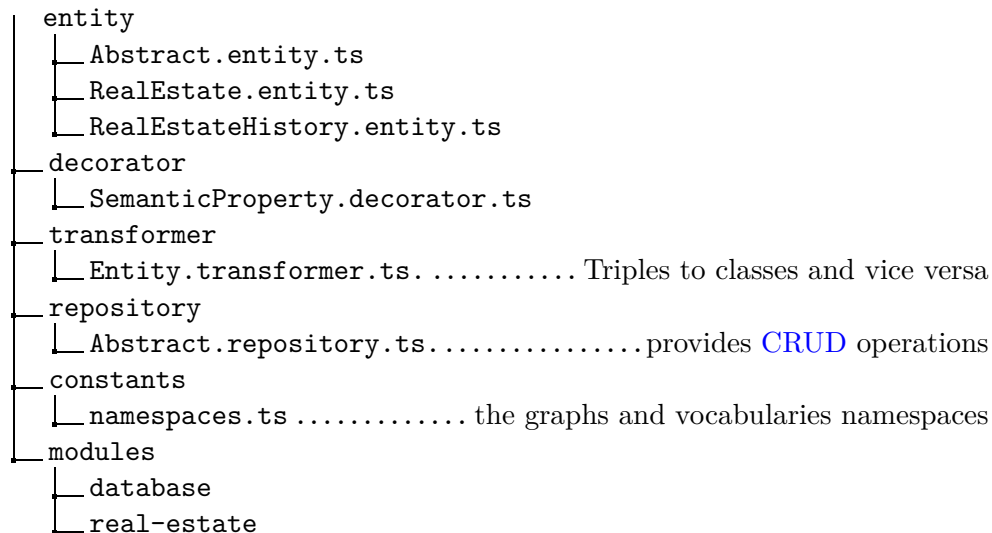 entity
Abstract.entity.ts
RealEstate.entity.ts
RealEstateHistory.entity.ts
decorator
SemanticProperty.decorator.ts
transformer
Entity.transformer.ts. ............ Triples to classes and vice versa
repository
Abstract.repository.ts.................provides CRUD operations
constants
namespaces.ts ............. the graphs and vocabularies namespaces
modules
database
real-estate